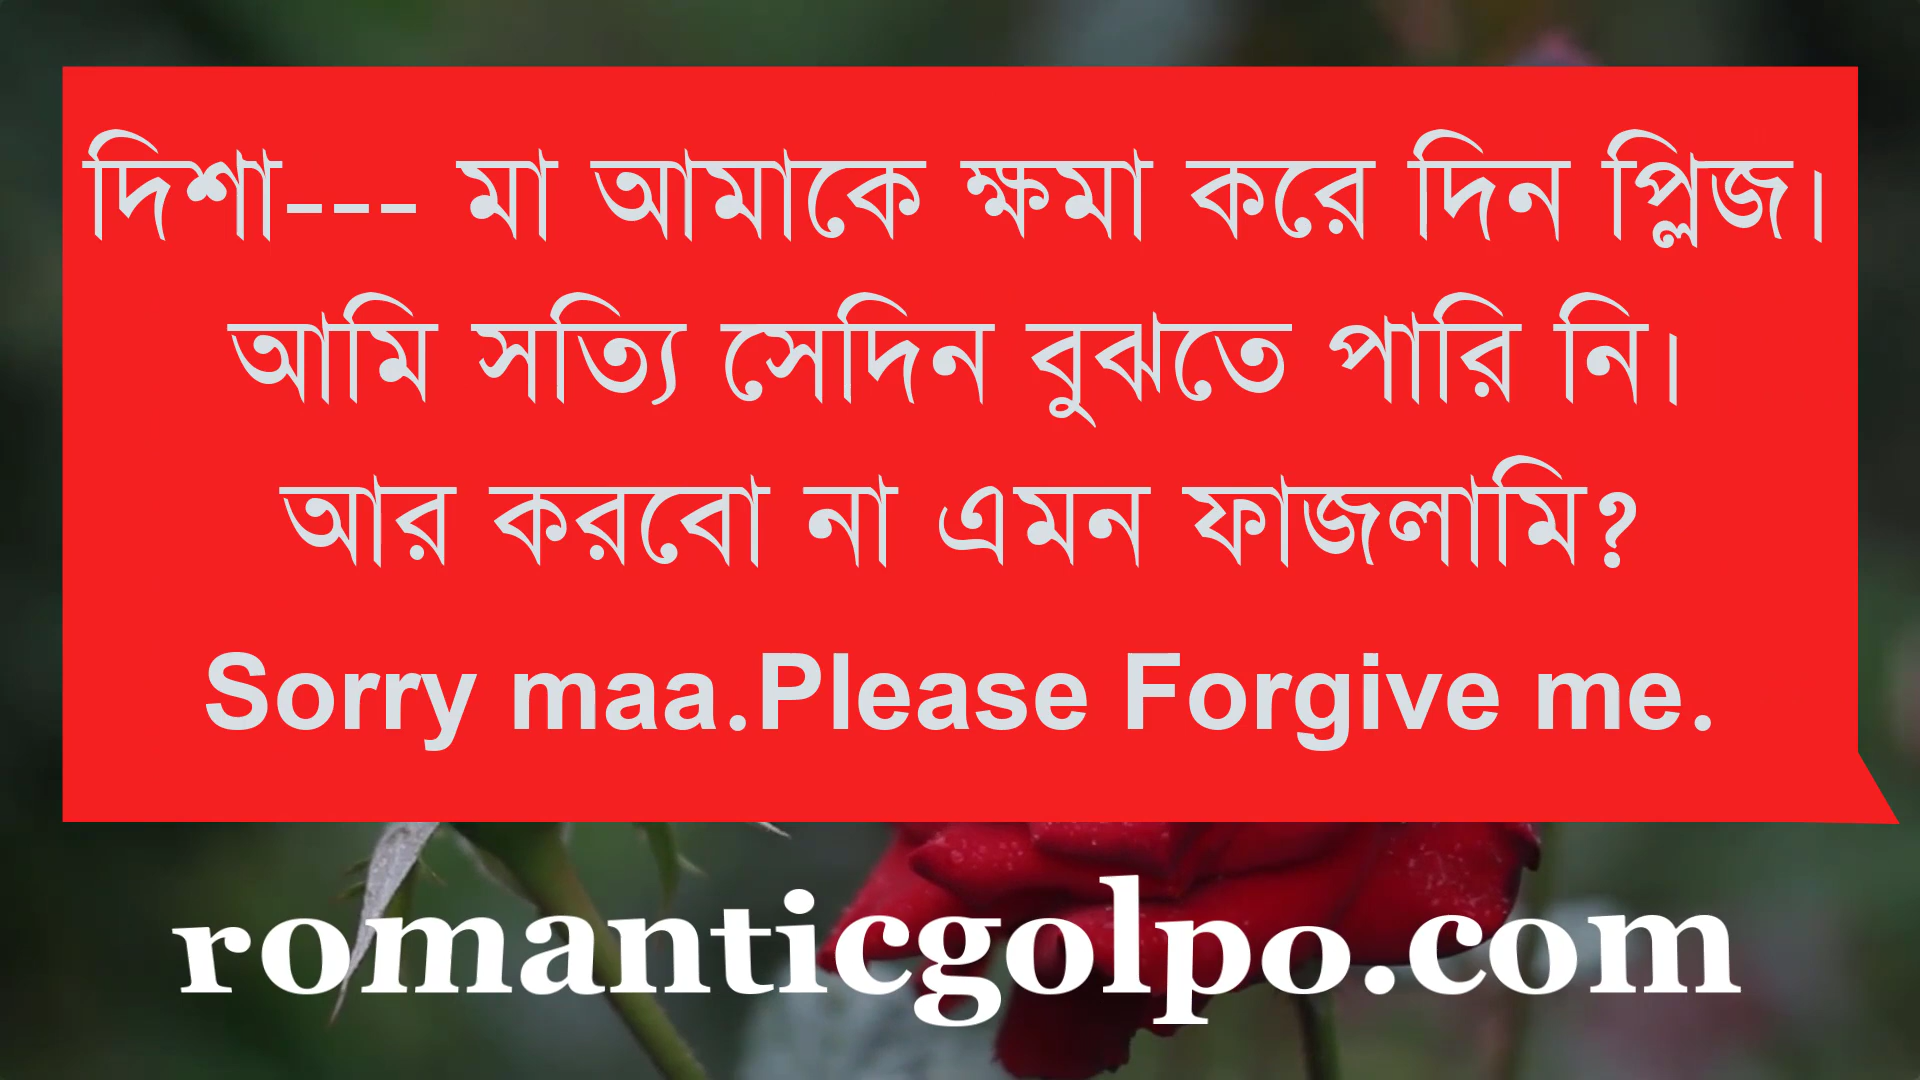 দিশা--- মা আমাকে ক্ষমা করে দিন প্লিজ।
আমি সত্যি সেদিন বুঝতে পারি নি।
আর করবো না এমন ফাজলামি?
Sorry maa.Please Forgive me.
romanticgolpo.com